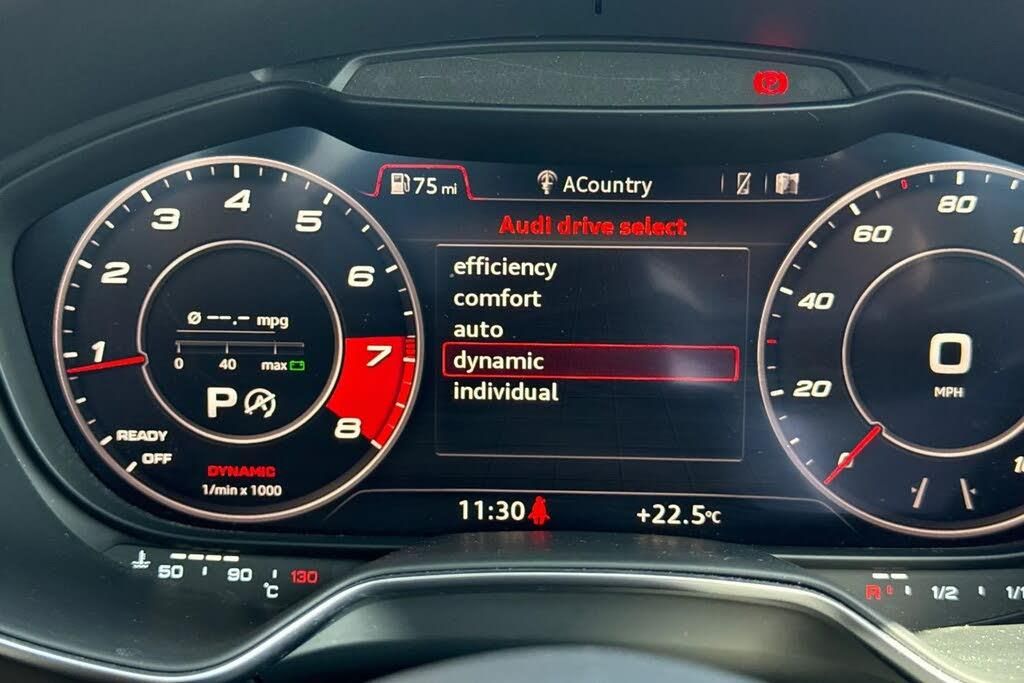 P
75 mi
ACountry
Audi drive select
efficiency
comfort
auto
dynamic
individual
11:30
+22.5°C
1
2
3
4
5
6
7
8
Ø --.- mpg
0 40 max
P A
READY
OFF
DYNAMIC
1/min x 1000
0
20
40
60
80
0
MPH
50 90 130
°C
R 1/2